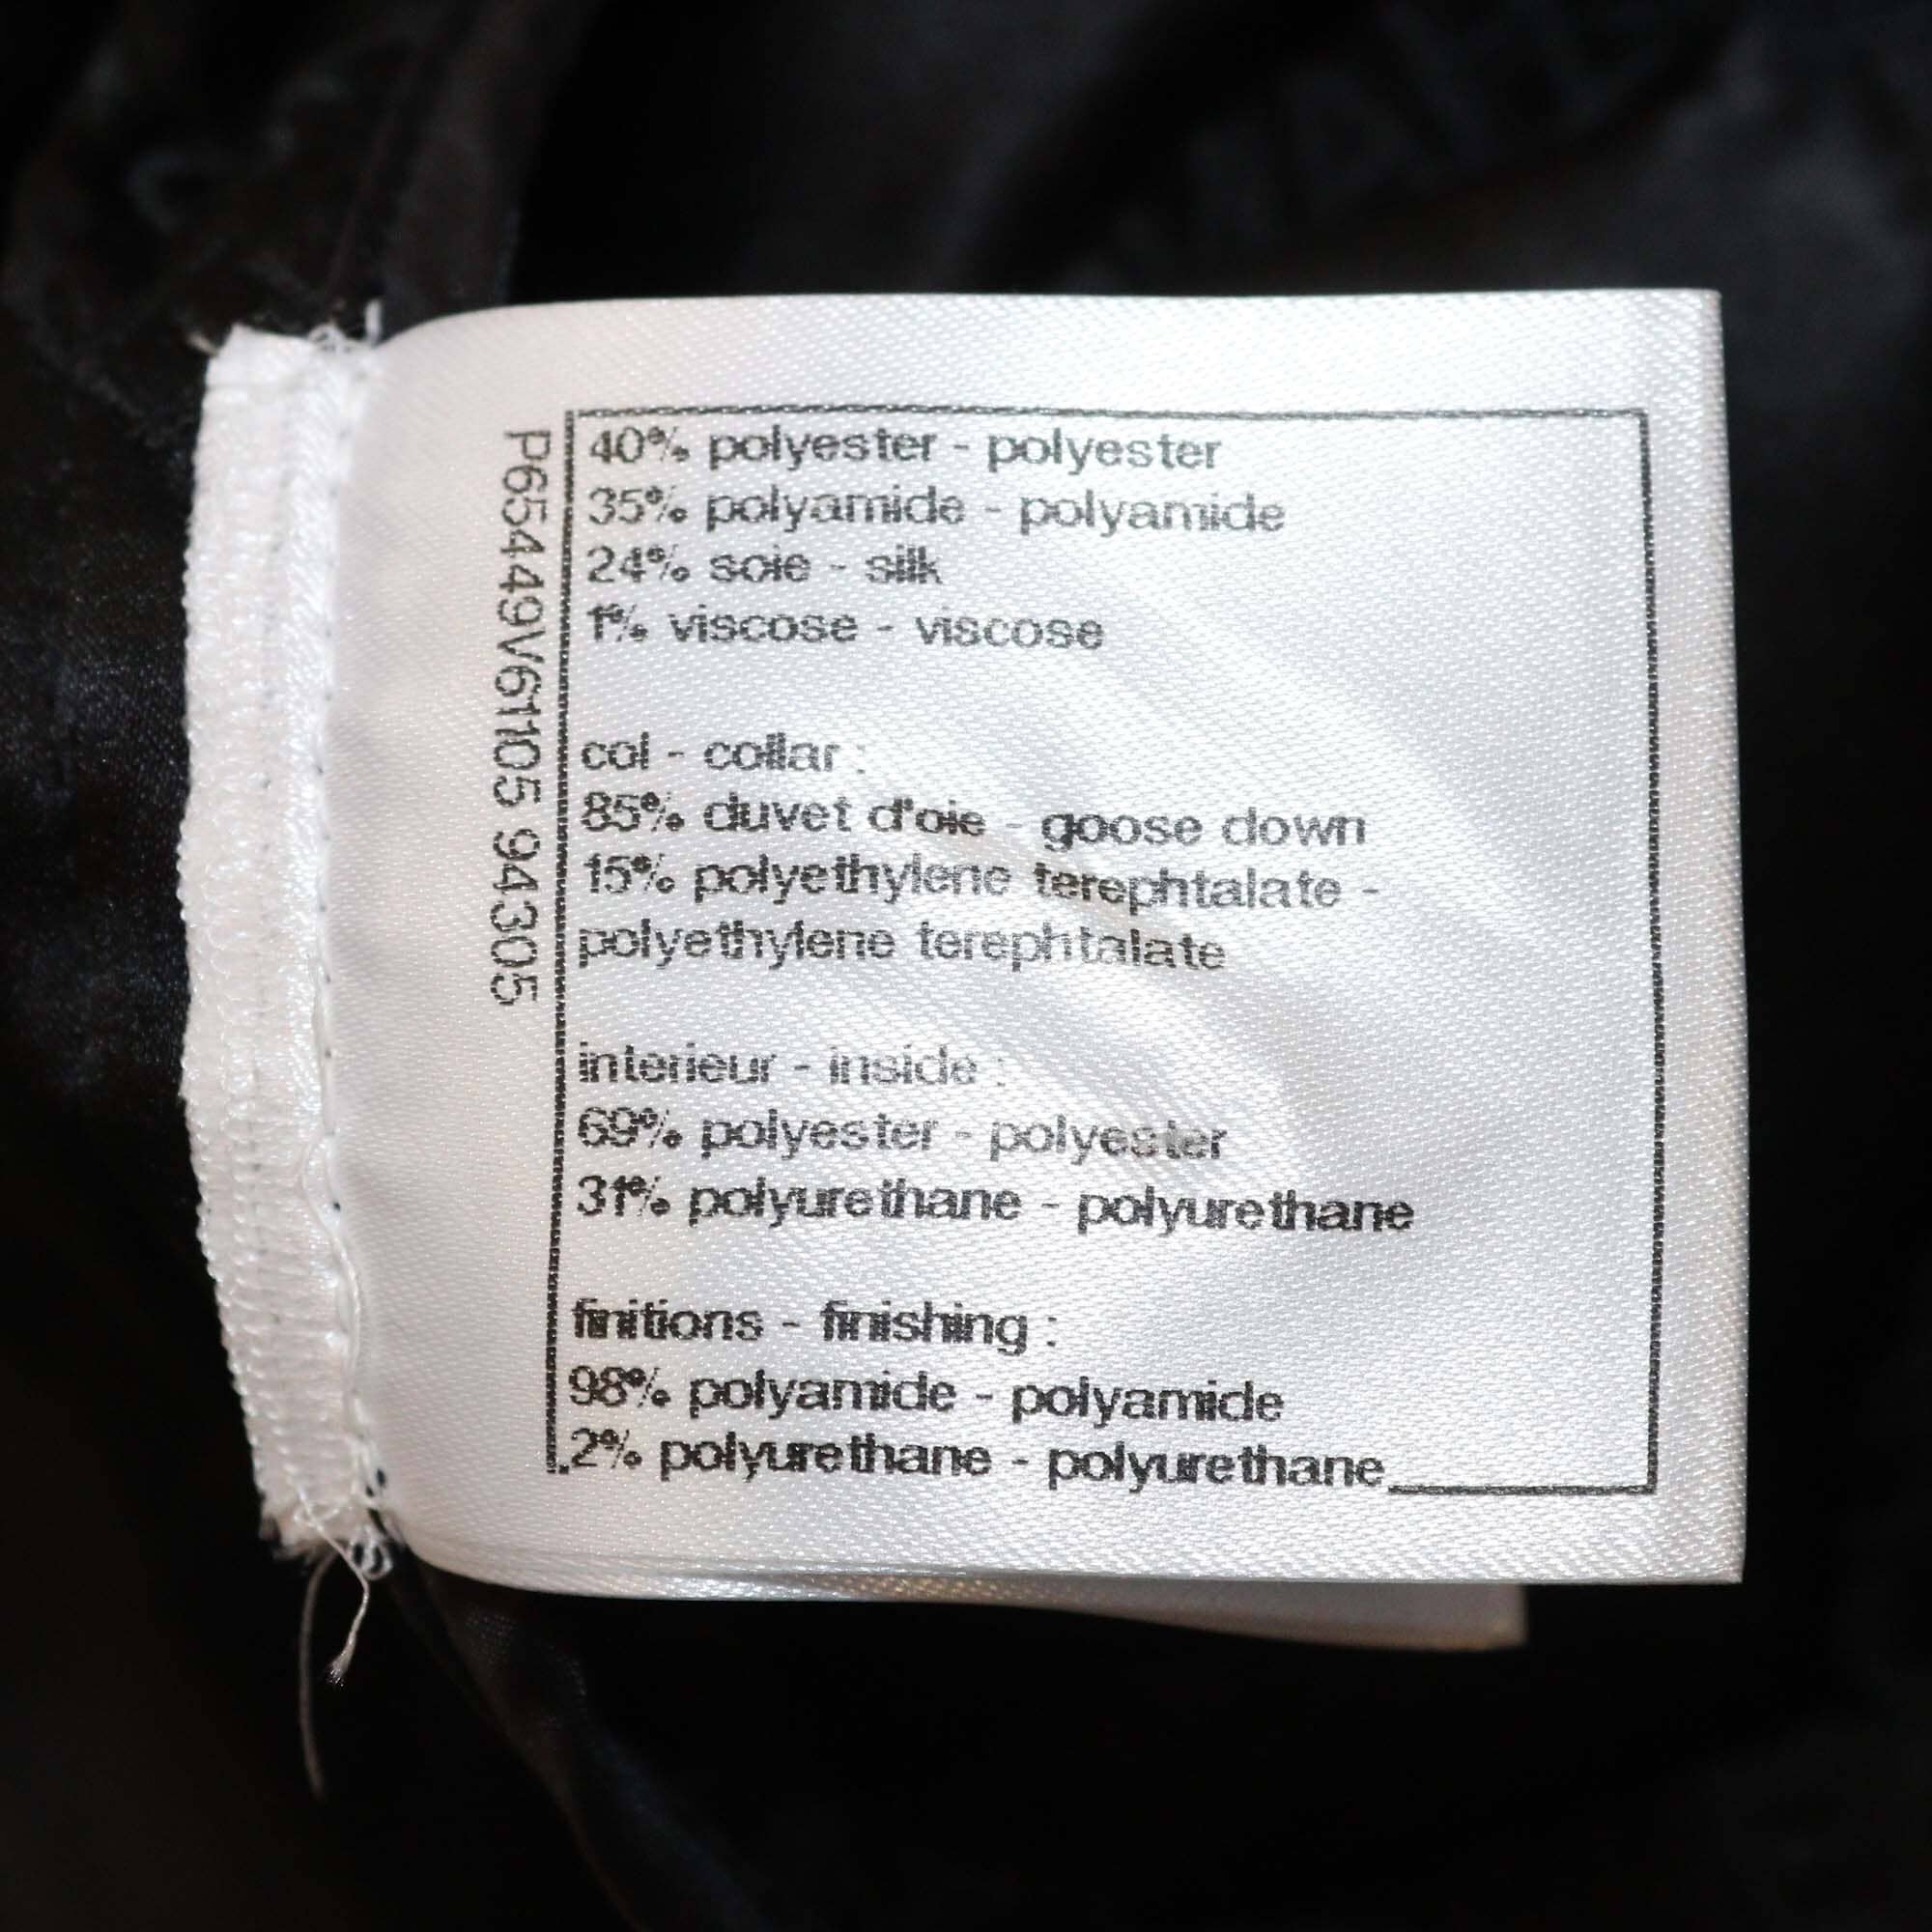 P65449V61105 94305
40% polyester - polyester
35% polyamide - polyamide
24% soie - silk
1% viscose - viscose
col - collar :
85% duvet d'oie - goose down
15% polyethylene terephtalate -
polyethylene terephtalate
interieur - inside :
69% polyester - polyester
31% polyurethane - polyurethane
finitions - finishing :
98% polyamide - polyamide
2% polyurethane - polyurethane